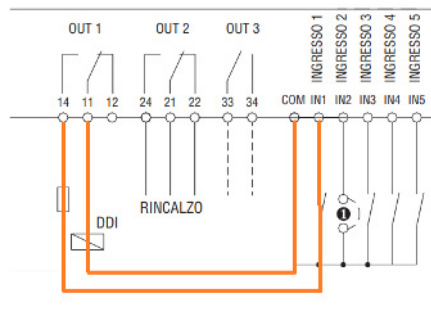 OUT 1 OUT 2 OUT 3
INGRESSO 1
INGRESSO 2
INGRESSO 3
INGRESSO 4
INGRESSO 5
14 11 12 24 21 22 33 34 COM IN1 IN2 IN3 IN4 IN5
RINCALZO
1
DDI